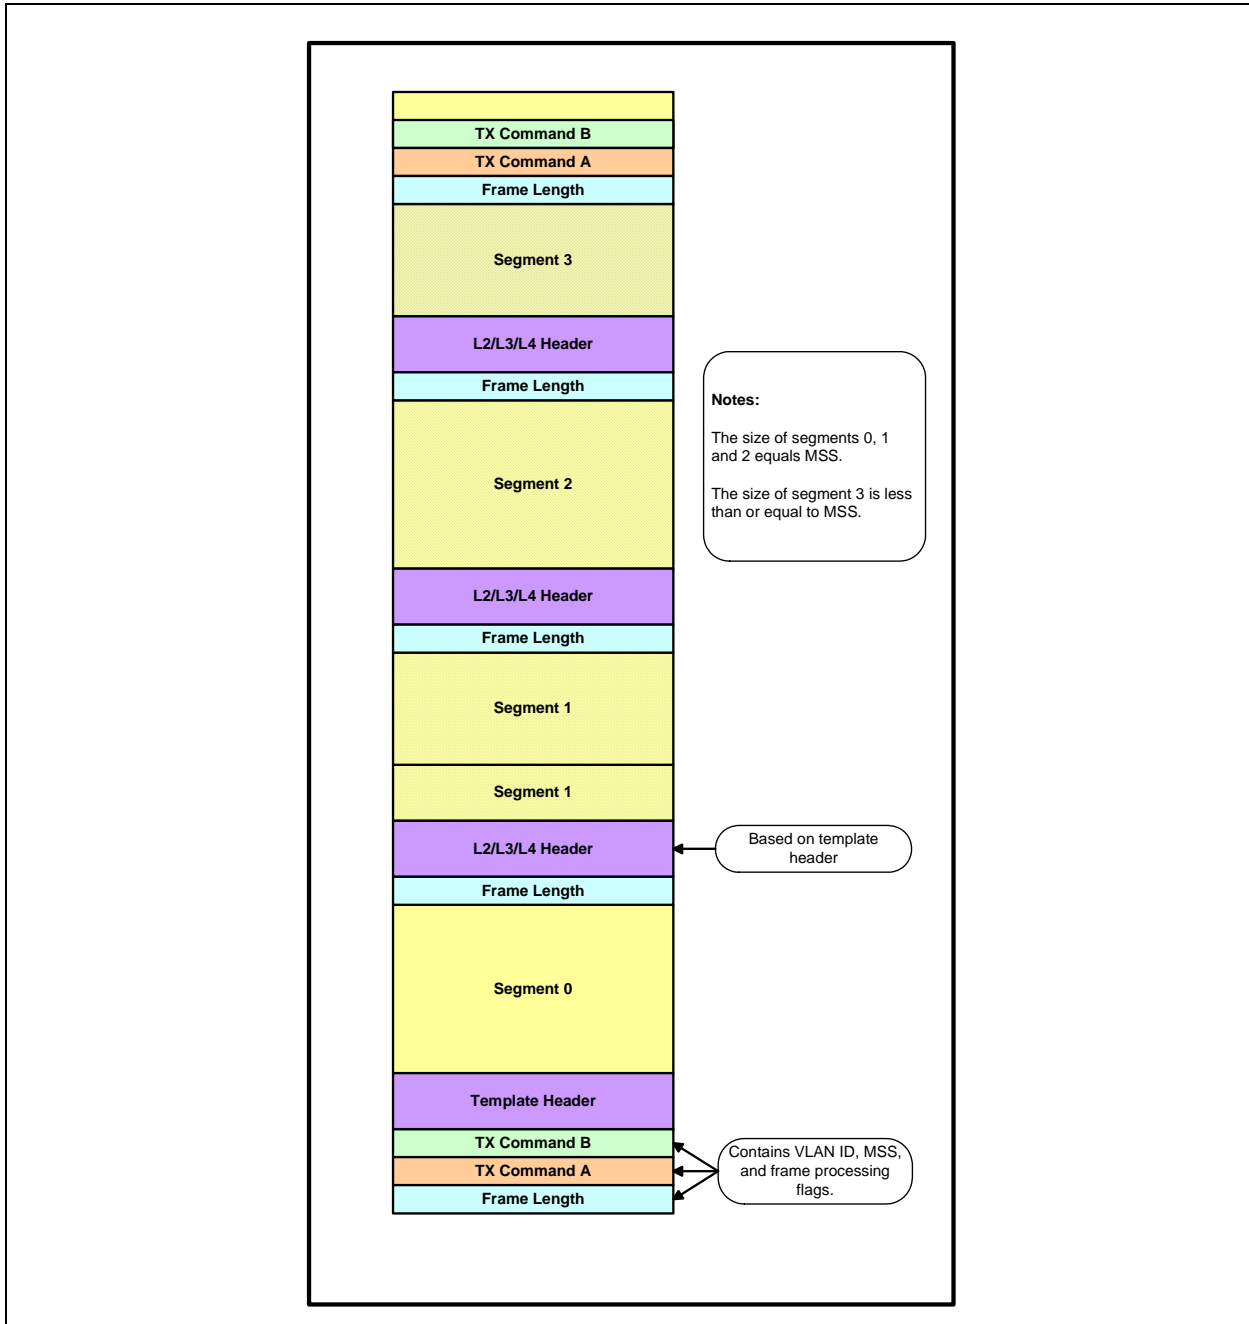 TX Command B
TX Command A
Frame Length
Segment 3
L2/L3/L4 Header
Frame Length
Notes:
The size of segments 0, 1
and 2 equals MSS.
The size of segment 3 is less
than or equal to MSS.
Segment 2
L2/L3/L4 Header
Frame Length
Segment 1
Segment 1
L2/L3/L4 Header
Based on template
header
Frame Length
Segment 0
Template Header
TX Command B
TX Command A
Frame Length
Contains VLAN ID, MSS,
and frame processing
flags.